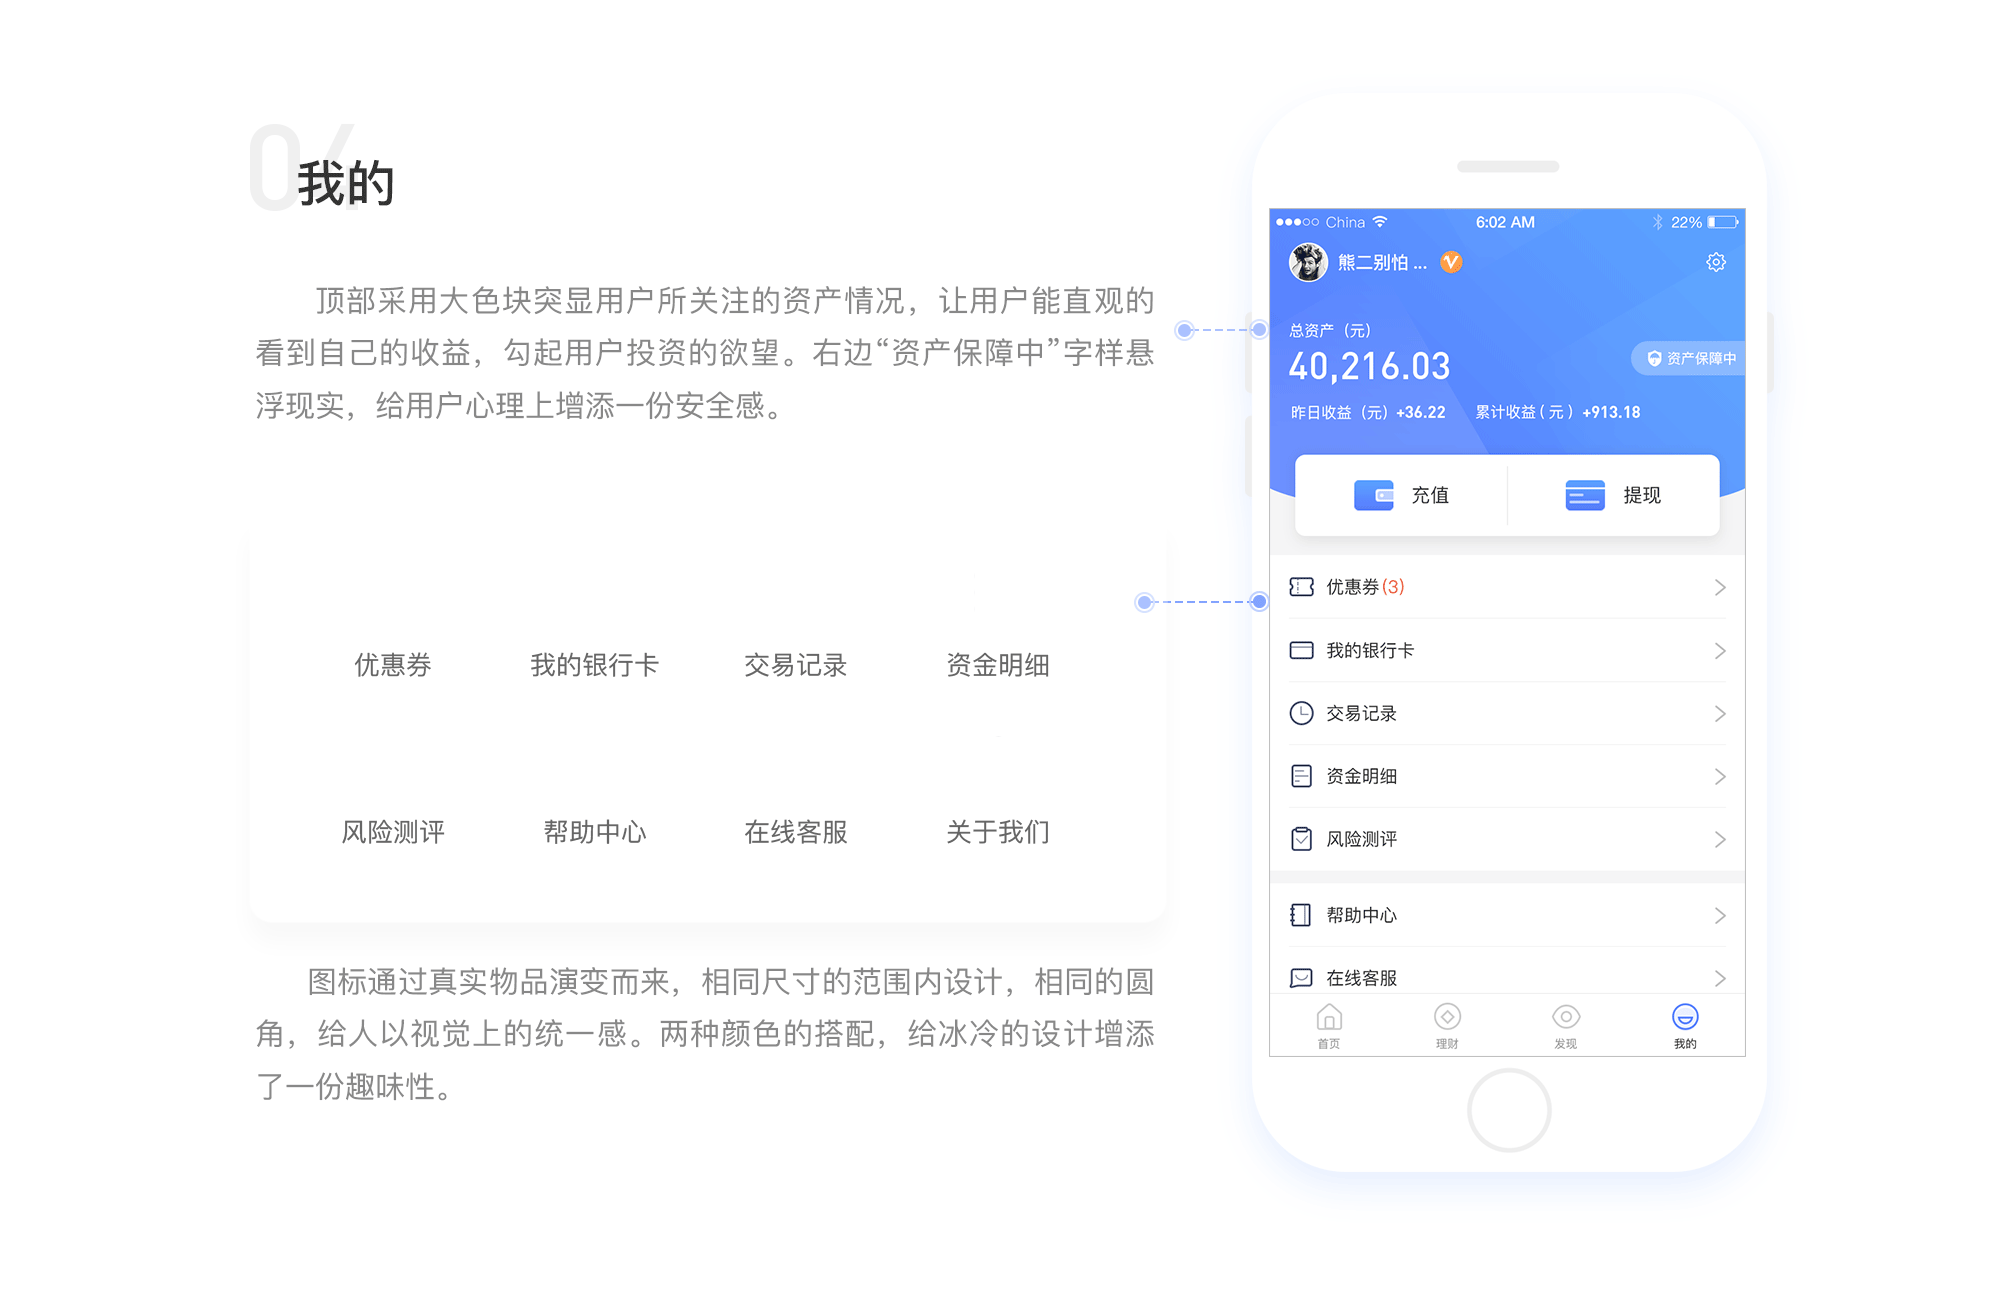 04
我的
顶部采用大色块突显用户所关注的资产情况，让用户能直观的
看到自己的收益，勾起用户投资的欲望。右边“资产保障中”字样悬
浮现实，给用户心理上增添一份安全感。
优惠券 我的银行卡 交易记录 资金明细
风险测评 帮助中心 在线客服 关于我们
图标通过真实物品演变而来，相同尺寸的范围内设计，相同的圆
角，给人以视觉上的统一感。两种颜色的搭配，给冰冷的设计增添
了一份趣味性。
China 6:02 AM 22%
熊二别怕 ...
总资产（元）
40,216.03
资产保障中
昨日收益（元）+36.22 累计收益（元）+913.18
充值 提现
优惠券(3)
我的银行卡
交易记录
资金明细
风险测评
帮助中心
在线客服
首页 理财 发现 我的